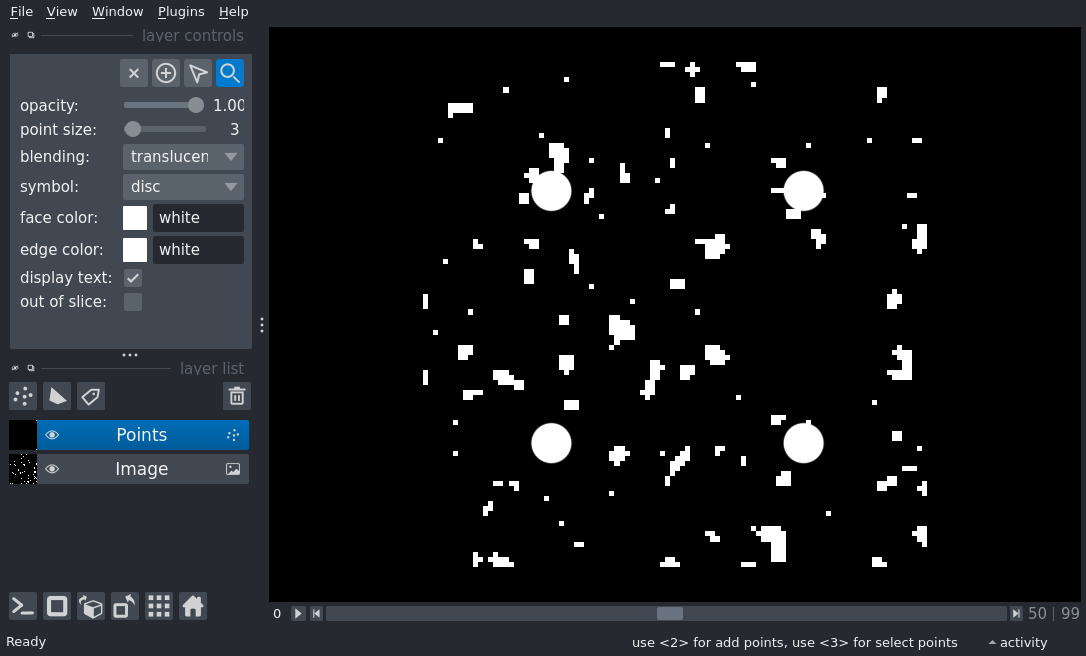 File View Window Plugins Help
layer controls
opacity: 1.00
point size: 3
blending: translucen
symbol: disc
face color: white
edge color: white
display text:
out of slice:
layer list
Points
Image
0 50 | 99
Ready use <2> for add points, use <3> for select points activity